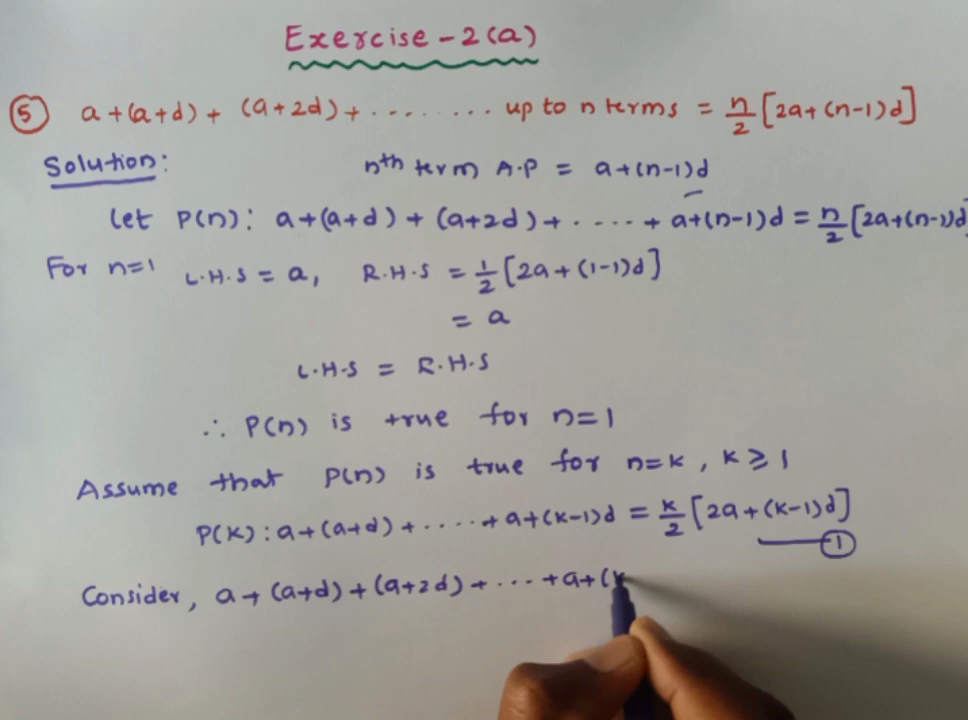 Exercise - 2(a)
⑤ a+(a+d) + (a+2d)+ ......... up to n terms = n/2 [2a+(n-1)d]
Solution: nth term A.P = a+(n-1)d
Let P(n): a+(a+d) + (a+2d)+ ..... + a+(n-1)d = n/2 [2a+(n-1)d]
For n=1 L.H.S = a, R.H.S = 1/2 [2a+(1-1)d]
= a
L.H.S = R.H.S
∴ P(n) is true for n=1
Assume that P(n) is true for n=k, k≥1
P(k): a+(a+d)+.....+a+(k-1)d = k/2 [2a+(k-1)d]
①
Consider, a+(a+d)+(a+2d)+...+a+(k